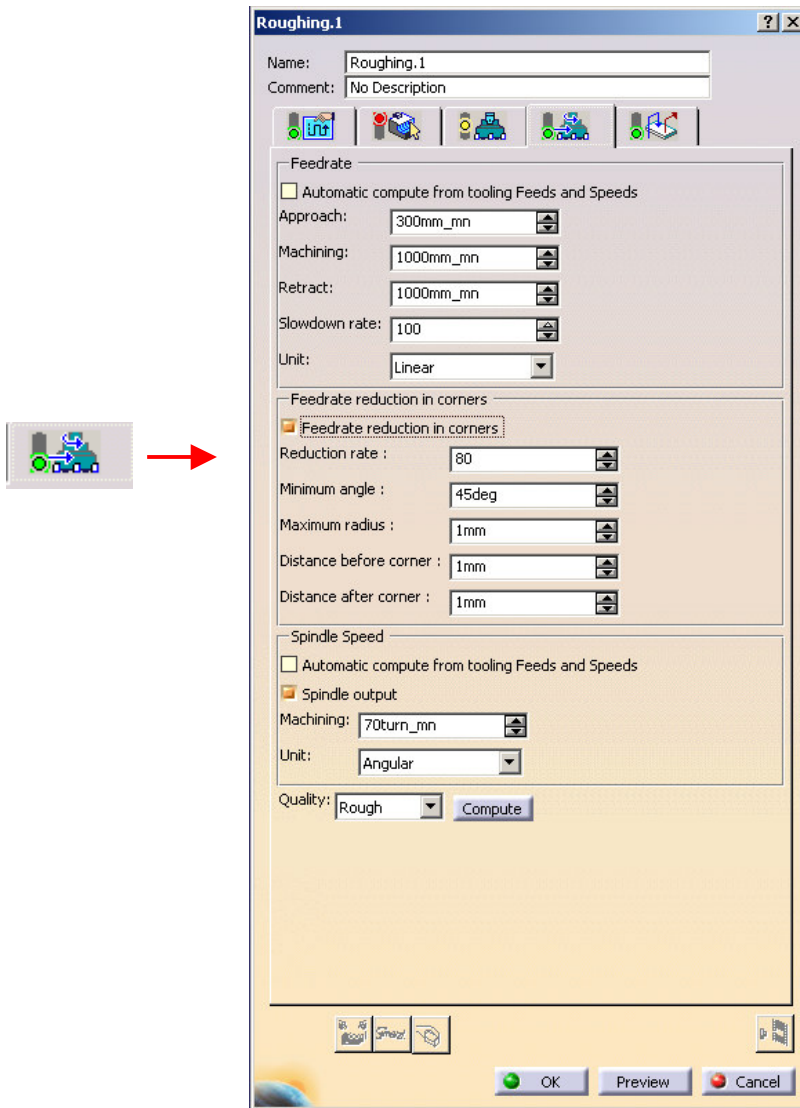 Roughing.1
Name: Roughing.1
Comment: No Description
Feedrate
Automatic compute from tooling Feeds and Speeds
Approach: 300mm_mn
Machining: 1000mm_mn
Retract: 1000mm_mn
Slowdown rate: 100
Unit: Linear
Feedrate reduction in corners
Feedrate reduction in corners
Reduction rate : 80
Minimum angle : 45deg
Maximum radius : 1mm
Distance before corner : 1mm
Distance after corner : 1mm
Spindle Speed
Automatic compute from tooling Feeds and Speeds
Spindle output
Machining: 70turn_mn
Unit: Angular
Quality: Rough Compute
OK Preview Cancel